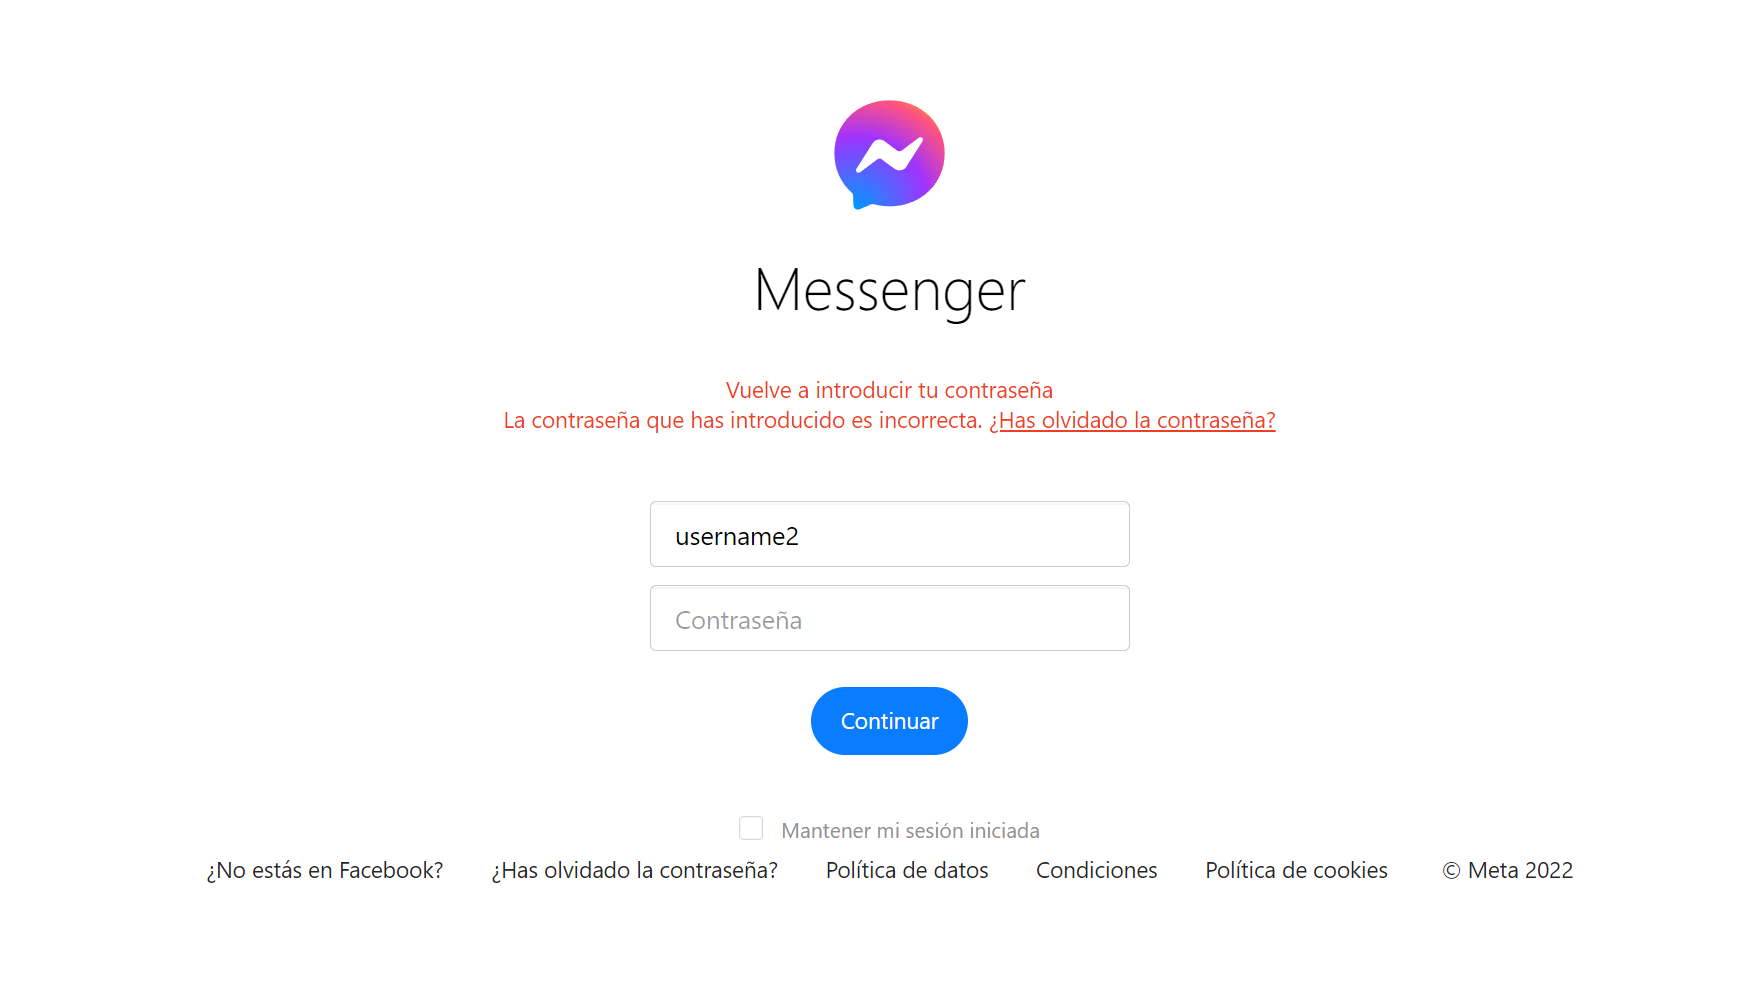 Messenger
Vuelve a introducir tu contraseña
La contraseña que has introducido es incorrecta. ¿Has olvidado la contraseña?
username2
Contraseña
Continuar
Mantener mi sesión iniciada
¿No estás en Facebook? ¿Has olvidado la contraseña? Política de datos Condiciones Política de cookies © Meta 2022